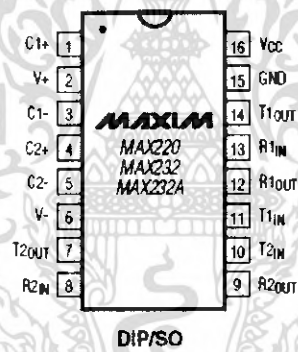 C1+ 1 16 VCC
V+ 2 15 GND
C1- 3 MAXIM 14 T1OUT
C2+ 4 MAX220 13 R1IN
MAX232
C2- 5 MAX232A 12 R1OUT
V- 6 11 T1IN
T2OUT 7 10 T2IN
R2IN 8 9 R2OUT
DIP/SO